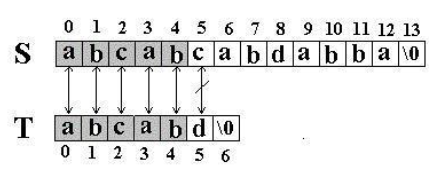 0 1 2 3 4 5 6 7 8 9 10 11 12 13
S a b c a b c a b d a b b a \0
T a b c a b d \0
0 1 2 3 4 5 6